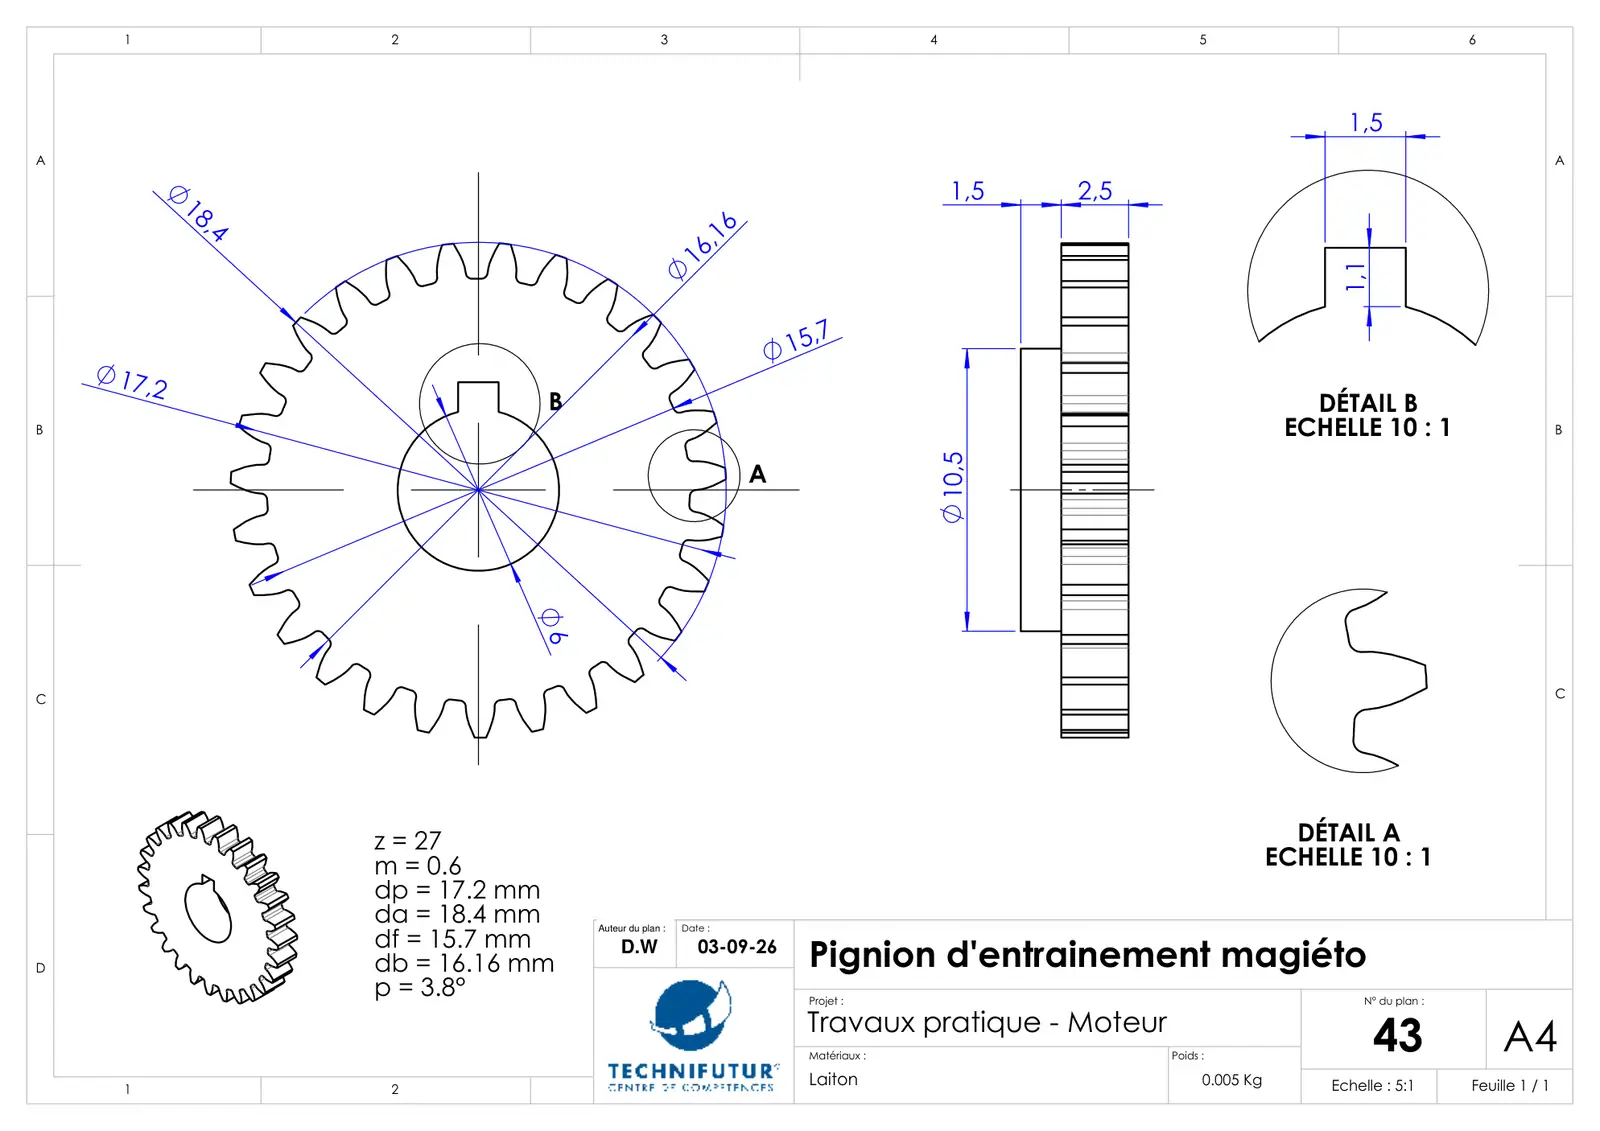 1 2 3 4 5 6
A A
B B
C C
D
1 2
Ø18,4
Ø16,16
Ø15,7
Ø17,2
Ø6
B
A
1,5 2,5
Ø10,5
1,5
1,1
DÉTAIL B
ECHELLE 10 : 1
DÉTAIL A
ECHELLE 10 : 1
z = 27
m = 0.6
dp = 17.2 mm
da = 18.4 mm
df = 15.7 mm
db = 16.16 mm
p = 3.8°
Auteur du plan :
D.W
Date :
03-09-26
Pignion d'entrainement magiéto
Projet :
Travaux pratique - Moteur
N° du plan :
43
A4
Matériaux :
Laiton
Poids :
0.005 Kg
Echelle : 5:1
Feuille 1 / 1
TECHNIFUTUR
CENTRE DE COMPETENCES